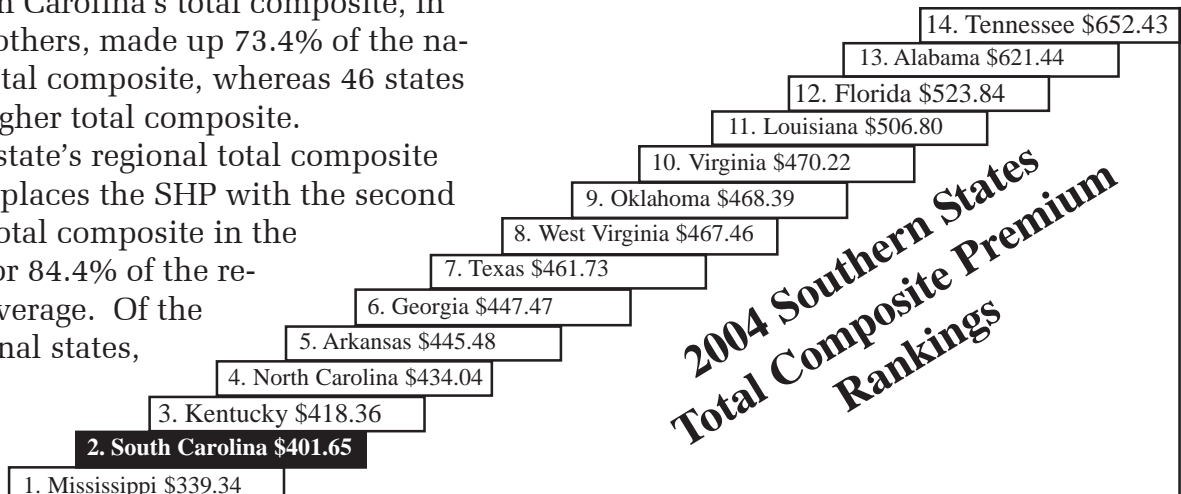 Carolina's total composite, in
others, made up 73.4% of the na-
tal composite, whereas 46 states
gher total composite.
state's regional total composite
places the SHP with the second
otal composite in the
or 84.4% of the re-
verage. Of the
nal states,
14. Tennessee $652.43
13. Alabama $621.44
12. Florida $523.84
11. Louisiana $506.80
10. Virginia $470.22
9. Oklahoma $468.39
8. West Virginia $467.46
7. Texas $461.73
6. Georgia $447.47
5. Arkansas $445.48
4. North Carolina $434.04
3. Kentucky $418.36
2. South Carolina $401.65
1. Mississippi $339.34
2004 Southern States
Total Composite Premium
Rankings